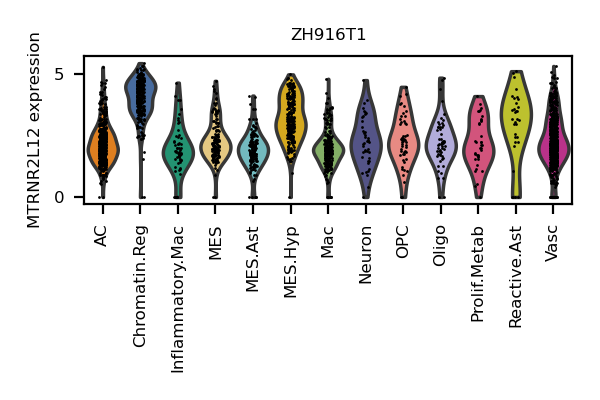 ZH916T1
MTRNR2L12 expression
5
0
AC
Chromatin.Reg
Inflammatory.Mac
MES
MES.Ast
MES.Hyp
Mac
Neuron
OPC
Oligo
Prolif.Metab
Reactive.Ast
Vasc